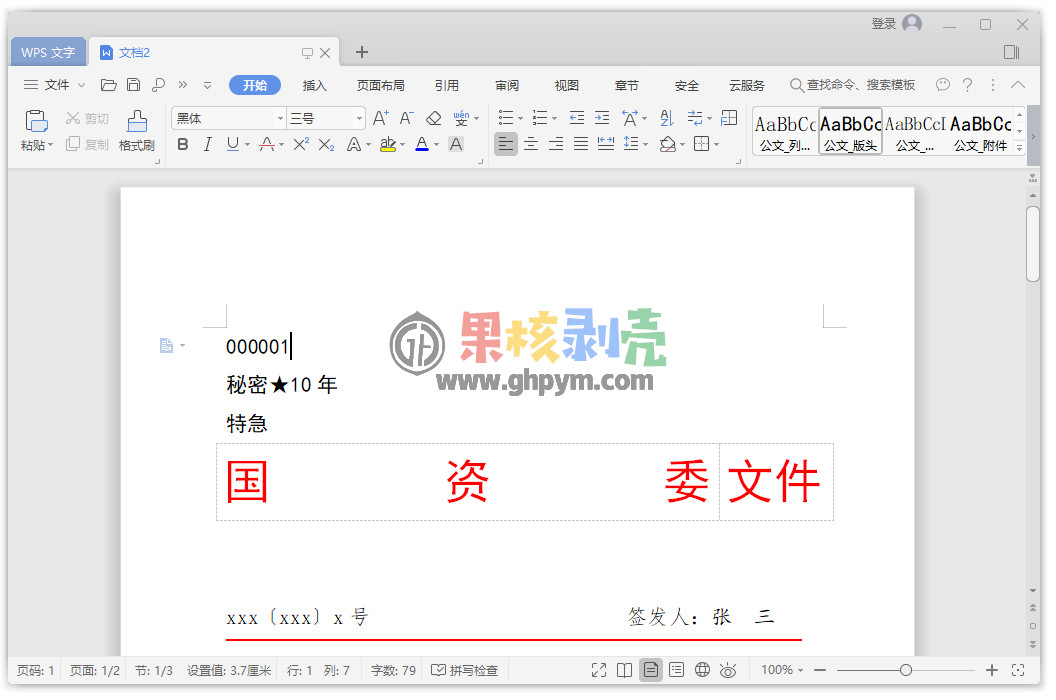 登录
WPS 文字 文档2
文件 开始 插入 页面布局 引用 审阅 视图 章节 安全 云服务 查找命令、搜索模板
粘贴 剪切 复制 格式刷 黑体 三号 A+ A- wén AaBbCc AaBbCc AaBbCcI AaBbCc
B I U A X² X₂ A ab A A 公文_列... 公文_版头 公文_... 公文_附件
果核剥壳
www.ghpym.com
000001
秘密★10 年
特急
国 资 委 文件
xxx〔xxx〕x 号 签发人：张 三
页码: 1 页面: 1/2 节: 1/3 设置值: 3.7厘米 行: 1 列: 7 字数: 79 拼写检查 100%